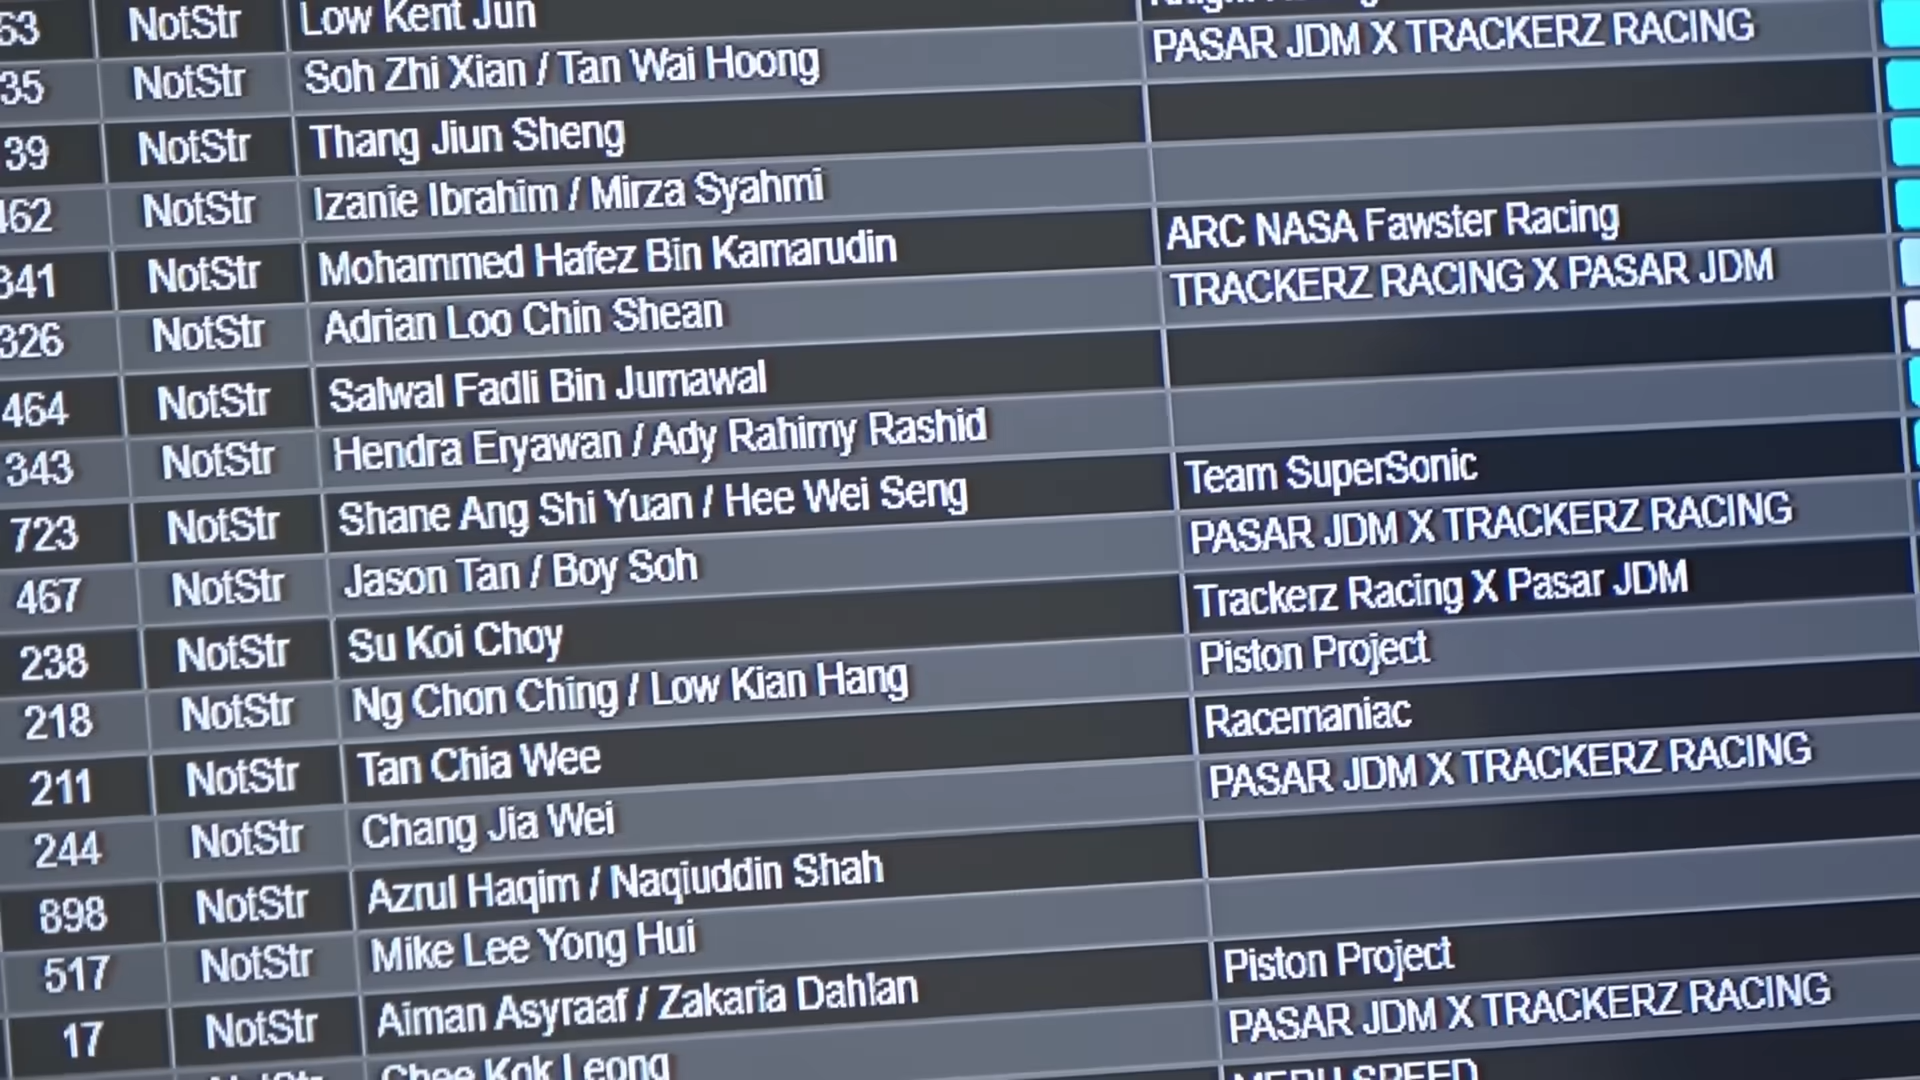 63 NotStr Low Kent Jun
35 NotStr Soh Zhi Xian / Tan Wai Hoong PASAR JDM X TRACKERZ RACING
39 NotStr Thang Jiun Sheng
462 NotStr Izanie Ibrahim / Mirza Syahmi
341 NotStr Mohammed Hafez Bin Kamarudin ARC NASA Fawster Racing
326 NotStr Adrian Loo Chin Shean TRACKERZ RACING X PASAR JDM
464 NotStr Salwal Fadli Bin Jumawal
343 NotStr Hendra Eryawan / Ady Rahimy Rashid
723 NotStr Shane Ang Shi Yuan / Hee Wei Seng Team SuperSonic
467 NotStr Jason Tan / Boy Soh PASAR JDM X TRACKERZ RACING
238 NotStr Su Koi Choy Trackerz Racing X Pasar JDM
218 NotStr Ng Chon Ching / Low Kian Hang Piston Project
211 NotStr Tan Chia Wee Racemaniac
244 NotStr Chang Jia Wei PASAR JDM X TRACKERZ RACING
898 NotStr Azrul Haqim / Naqiuddin Shah
517 NotStr Mike Lee Yong Hui
17 NotStr Aiman Asyraaf / Zakaria Dahlan Piston Project
NotStr Chee Kok Leong PASAR JDM X TRACKERZ RACING
SPEED